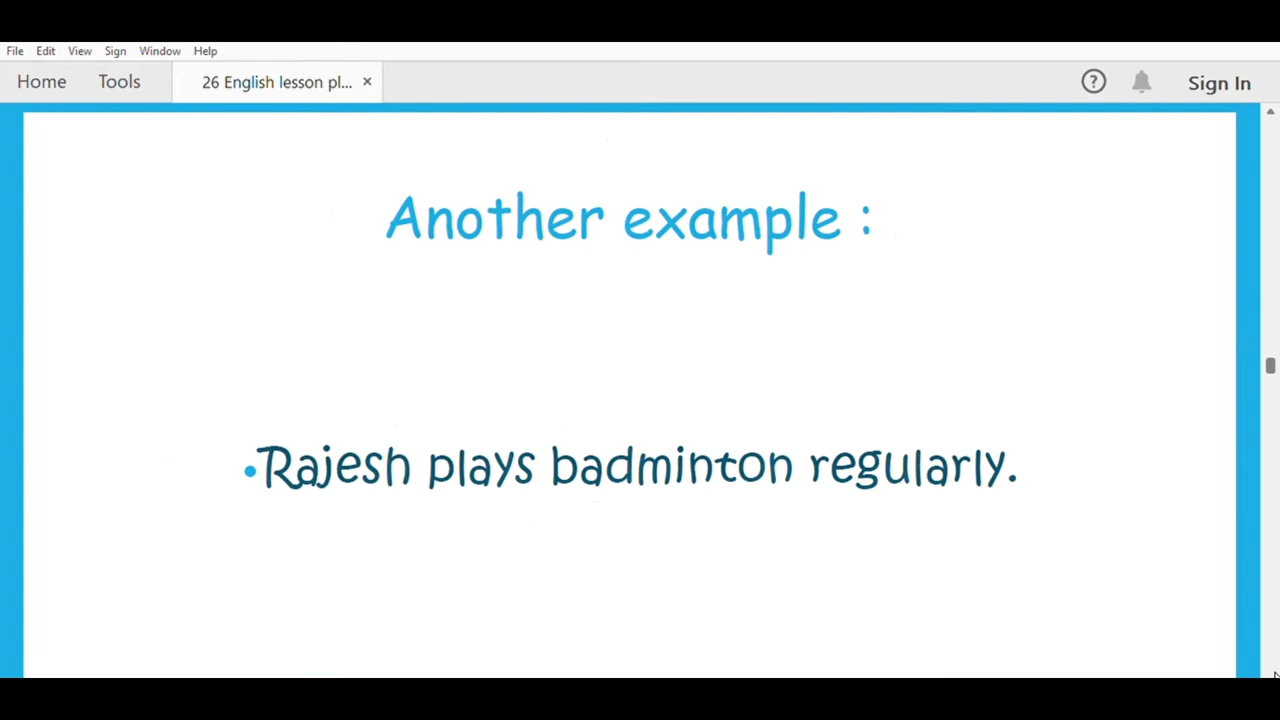 File Edit View Sign Window Help
Home Tools 26 English lesson pl... × ? Sign In
Another example :
•Rajesh plays badminton regularly.